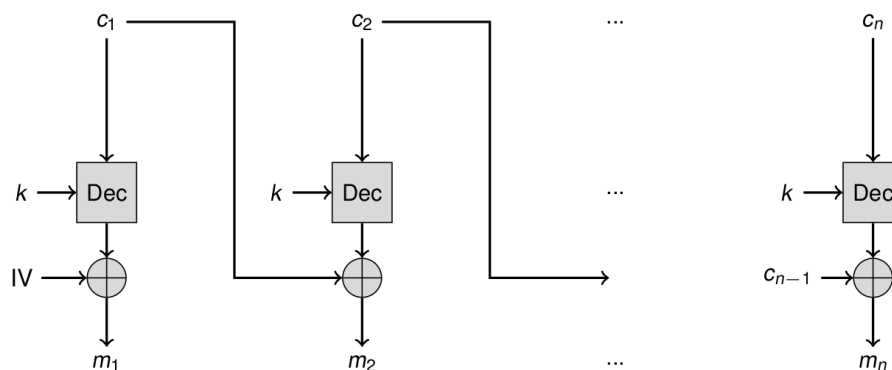 c₁ c₂ ... cₙ
k Dec k Dec ... k Dec
IV cₙ₋₁
m₁ m₂ ... mₙ